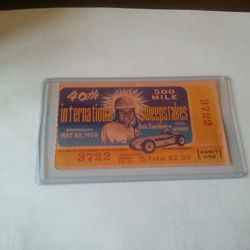 40th
500
MILE
international
Sweepstakes
WEDNESDAY
MAY 30, 1956
Bob Sweikert
1955
WINNER
3722
Total $2.00
ADMIT
ONE
3722